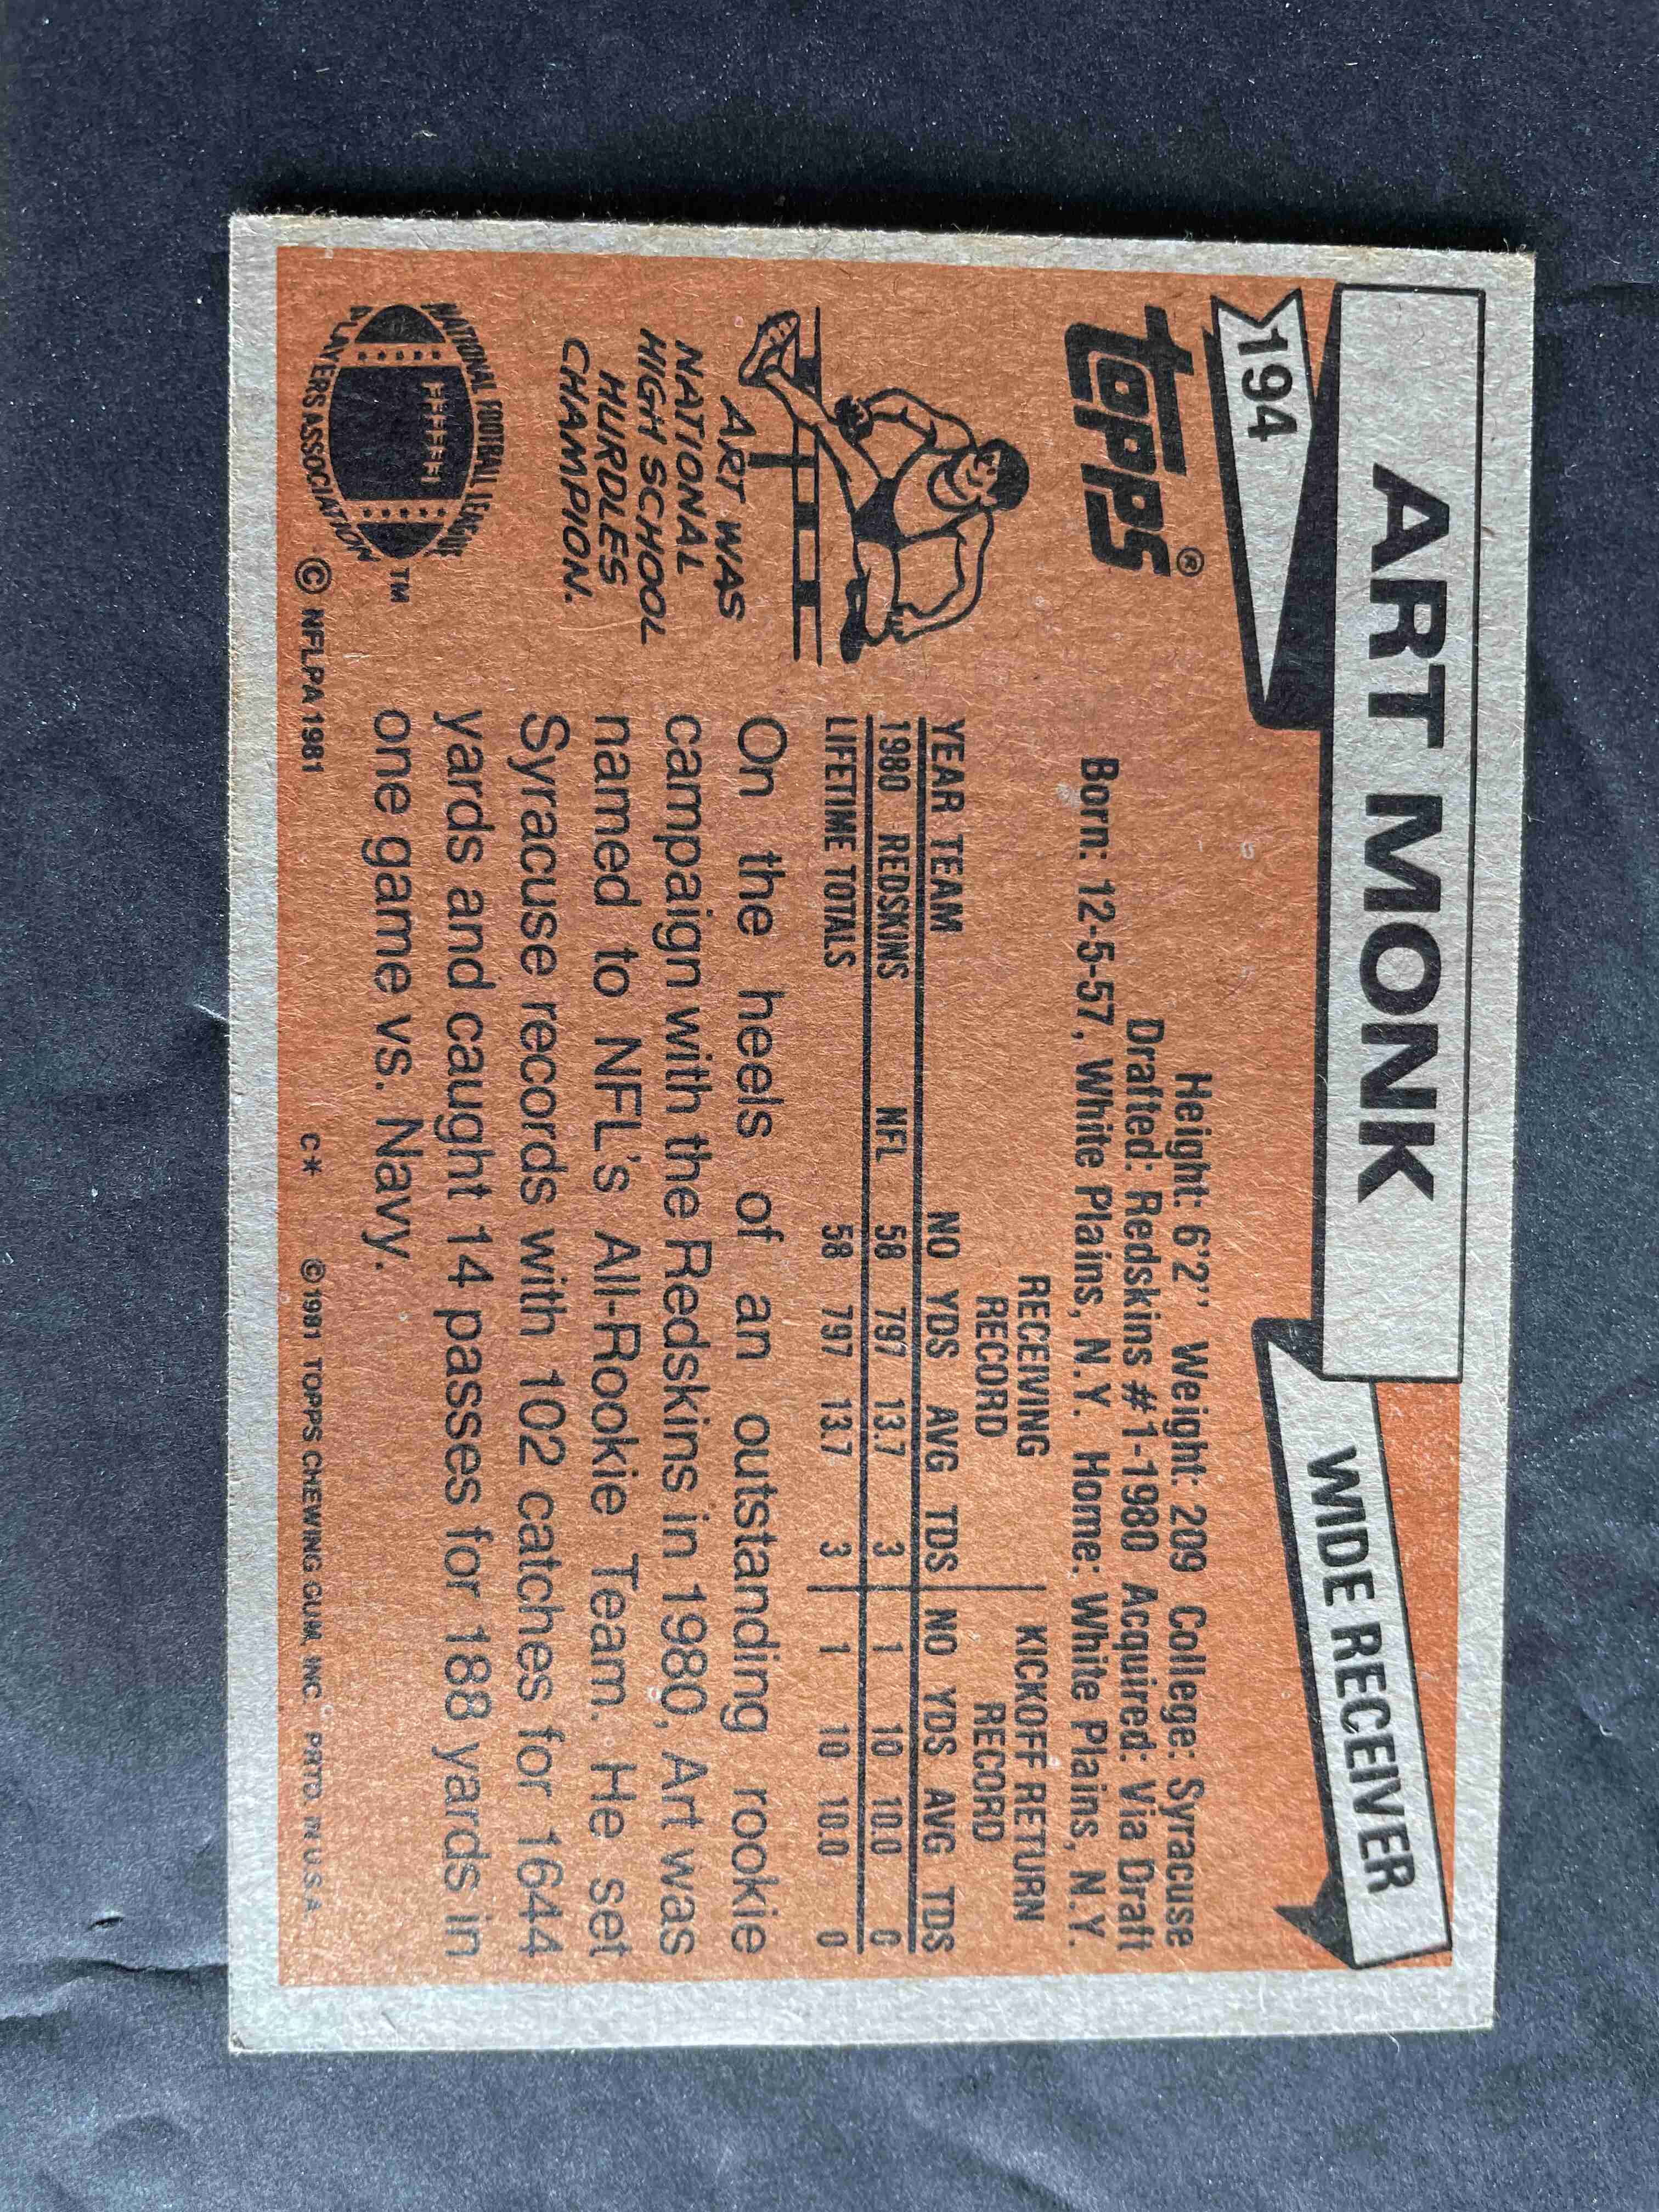 ART MONK
194
WIDE RECEIVER
TOPPS®
Height: 6'2" Weight: 209 College: Syracuse
Drafted: Redskins #1-1980 Acquired: Via Draft
Born: 12-5-57, White Plains, N.Y. Home: White Plains, N.Y.
RECEIVING RECORD
KICKOFF RETURN RECORD
YEAR TEAM NO YDS AVG TDS NO YDS AVG TDS
1980 REDSKINS NFL 58 797 13.7 3 1 10 10.0 0
LIFETIME TOTALS 58 797 13.7 3 1 10 10.0 0
ART WAS
NATIONAL
HIGH SCHOOL
HURDLES
CHAMPION.
On the heels of an outstanding rookie
campaign with the Redskins in 1980, Art was
named to NFL's All-Rookie Team. He set
Syracuse records with 102 catches for 1644
yards and caught 14 passes for 188 yards in
one game vs. Navy.
NATIONAL FOOTBALL LEAGUE
PLAYERS ASSOCIATION
TM
© NFLPA 1981
C* © 1981 TOPPS CHEWING GUM, INC. PRTD. IN U.S.A.